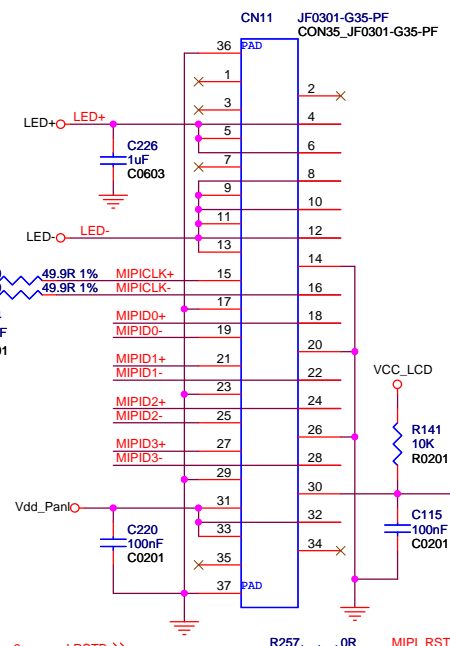 CN11
JF0301-G35-PF
CON35_JF0301-G35-PF
36
PAD
1
2
3
LED+
LED+
4
5
C226
1uF
C0603
6
7
8
9
10
11
LED-
LED-
12
13
14
49.9R 1%
MIPICLK+
15
49.9R 1%
MIPICLK-
16
17
MIPID0+
18
MIPID0-
19
20
MIPID1+
21
MIPID1-
22
VCC_LCD
23
MIPID2+
24
MIPID2-
25
R141
10K
R0201
26
MIPID3+
27
MIPID3-
28
29
30
Vdd_Panl
31
C115
100nF
C0201
32
C220
100nF
C0201
33
34
35
37
PAD
R257
0R
MIPI_RST